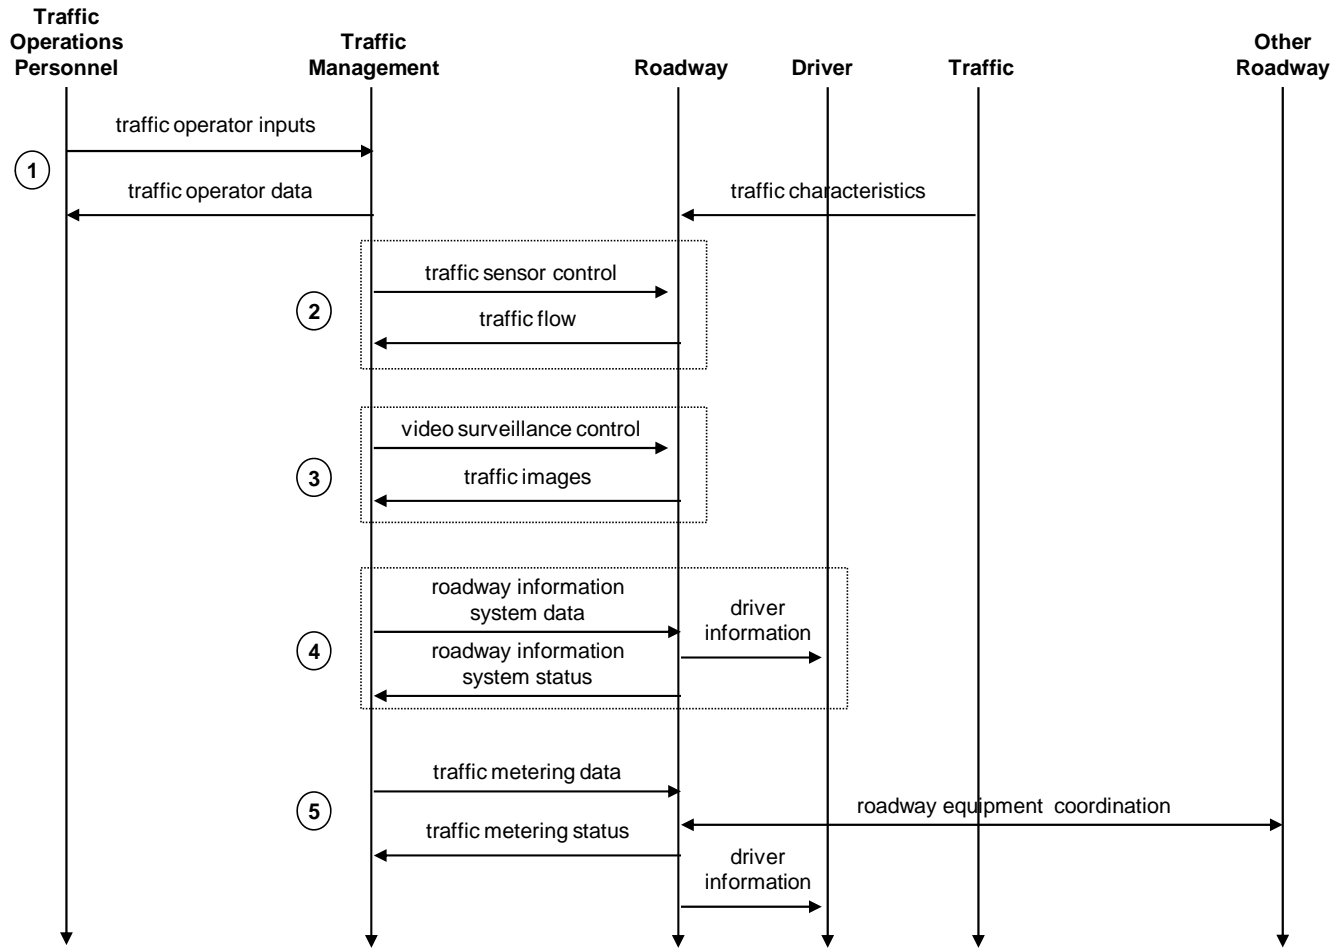 Traffic
Operations
Personnel
Traffic
Management
Roadway
Driver
Traffic
Other
Roadway
traffic operator inputs
1
traffic operator data
traffic characteristics
traffic sensor control
2
traffic flow
video surveillance control
3
traffic images
roadway information
system data
driver
information
4
roadway information
system status
traffic metering data
5
roadway equipment coordination
traffic metering status
driver
information